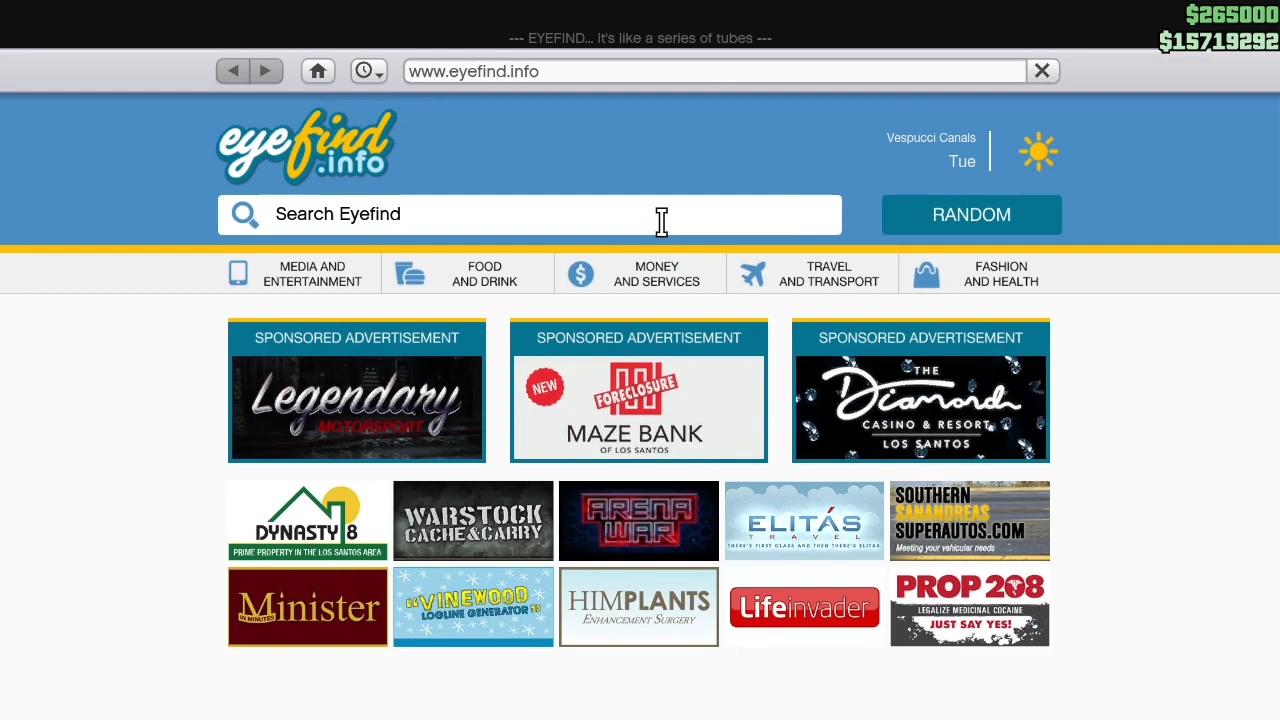 $265000
--- EYEFIND... It's like a series of tubes ---
$15719292
www.eyefind.info
eyefind
.info
Vespucci Canals
Tue
Search Eyefind
RANDOM
MEDIA AND
ENTERTAINMENT
FOOD
AND DRINK
MONEY
AND SERVICES
TRAVEL
AND TRANSPORT
FASHION
AND HEALTH
SPONSORED ADVERTISEMENT
Legendary
MOTORSPORT
SPONSORED ADVERTISEMENT
NEW
FORECLOSURE
MAZE BANK
OF LOS SANTOS
SPONSORED ADVERTISEMENT
THE
Diamond
CASINO & RESORT
LOS SANTOS
DYNASTY 8
PRIME PROPERTY IN THE LOS SANTOS AREA
WARSTOCK
CACHE&CARRY
ARENA
WAR
ELITÁS
TRAVEL
THERE'S FIRST CLASS AND THEN THERE'S ELITAS
SOUTHERN
SANANDREAS
SUPERAUTOS.COM
Meeting your vehicular needs
Minister
IN MINUTES
"VINEWOOD
LOGLINE GENERATOR"
HIMPLANTS
ENHANCEMENT SURGERY
Lifeinvader
PROP 208
LEGALIZE MEDICINAL COCAINE
JUST SAY YES!